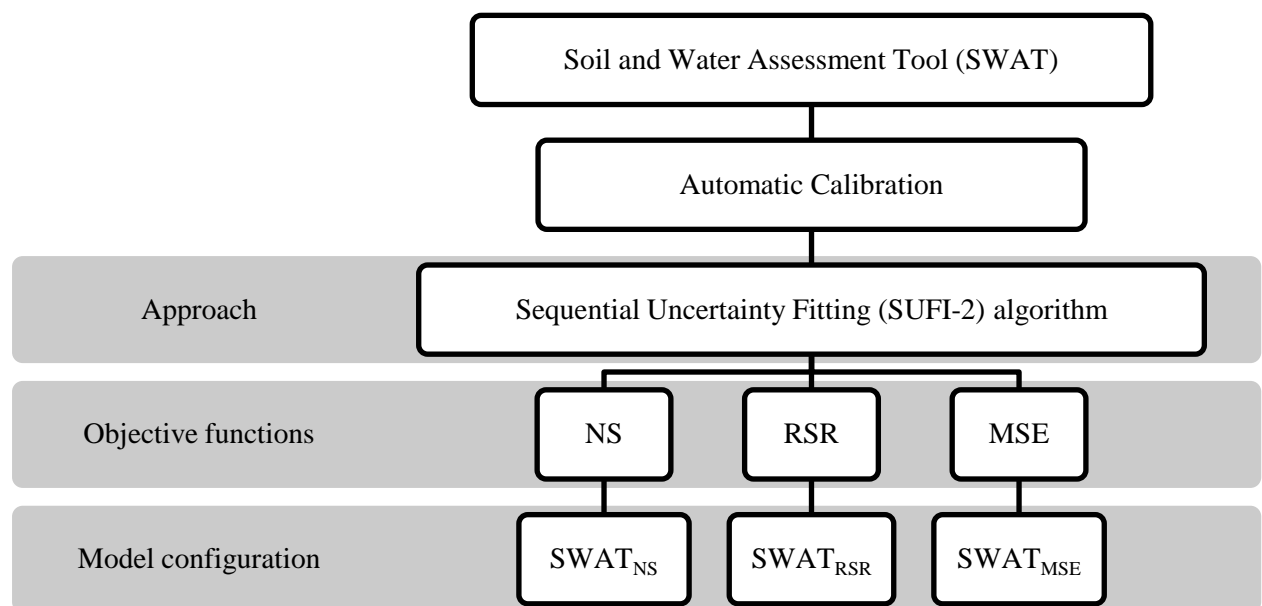 Soil and Water Assessment Tool (SWAT)
Automatic Calibration
Approach
Sequential Uncertainty Fitting (SUFI-2) algorithm
Objective functions
NS
RSR
MSE
Model configuration
SWATNS
SWATRSR
SWATMSE